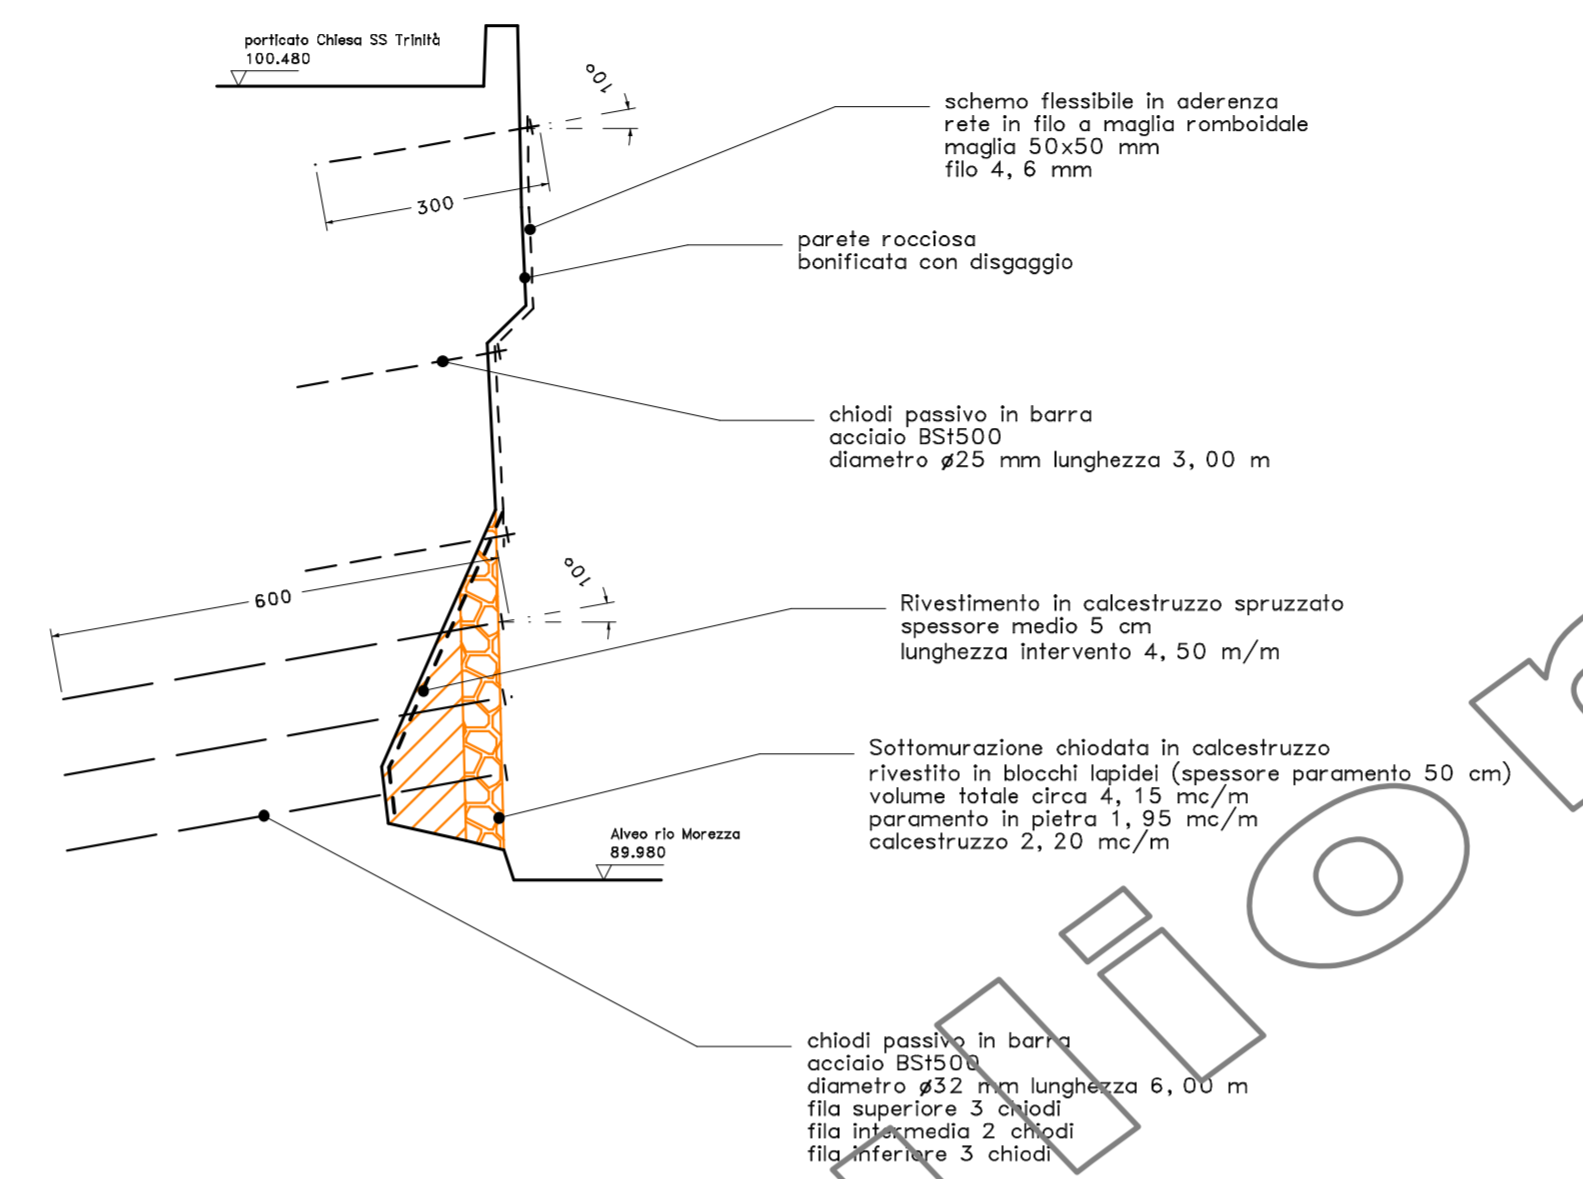 porticato Chiesa SS Trinità
100.480
10°
schemo flessibile in aderenza
rete in filo a maglia romboidale
maglia 50x50 mm
filo 4, 6 mm
300
parete rocciosa
bonificata con disgaggio
chiodi passivo in barra
acciaio BSt500
diametro ø25 mm lunghezza 3, 00 m
600
10°
Rivestimento in calcestruzzo spruzzato
spessore medio 5 cm
lunghezza intervento 4, 50 m/m
Sottomurazione chiodata in calcestruzzo
rivestito in blocchi lapidei (spessore paramento 50 cm)
volume totale circa 4, 15 mc/m
paramento in pietra 1, 95 mc/m
calcestruzzo 2, 20 mc/m
Alveo rio Morezza
89.980
chiodi passivo in barra
acciaio BSt500
diametro ø32 mm lunghezza 6, 00 m
fila superiore 3 chiodi
fila intermedia 2 chiodi
fila inferiore 3 chiodi